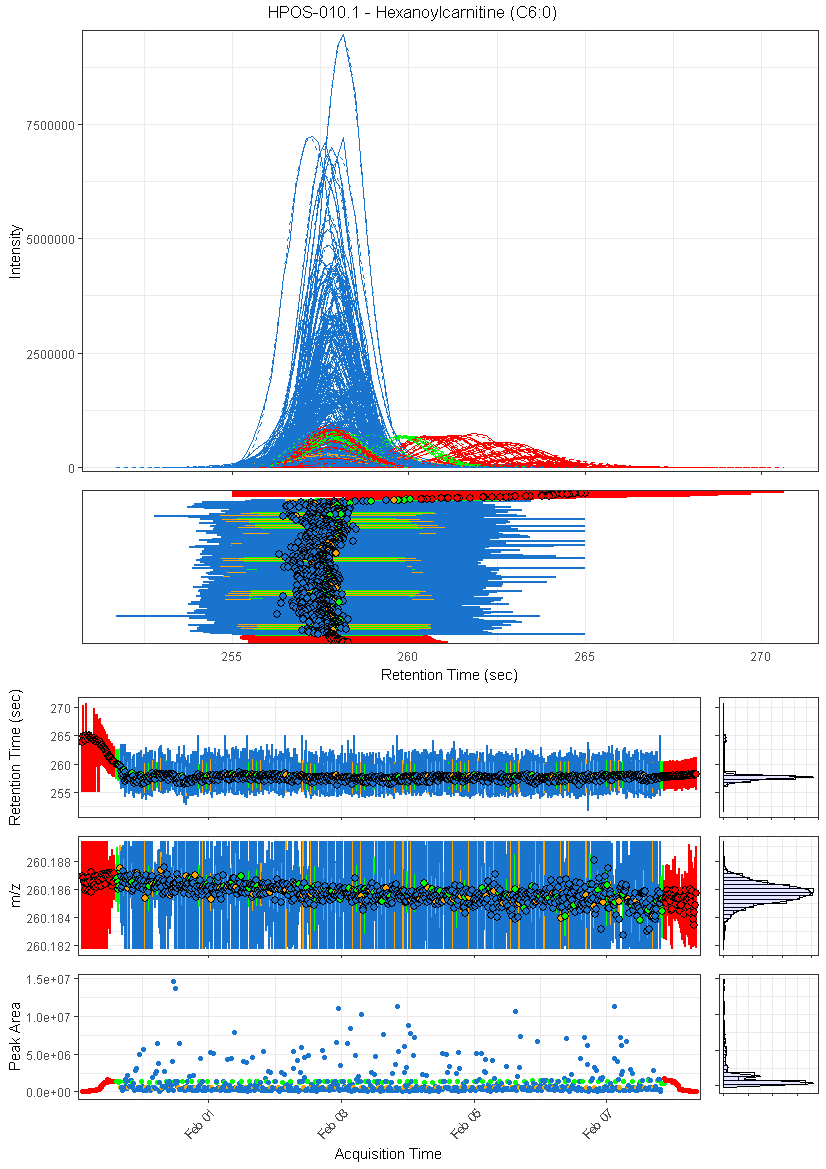 HPOS-010.1 - Hexanoylcarnitine (C6:0)
7500000
5000000
2500000
0
Intensity
255
260
265
270
Retention Time (sec)
270
265
260
255
Retention Time (sec)
260.188
260.186
260.184
260.182
m/z
1.5e+07
1.0e+07
5.0e+06
0.0e+00
Peak Area
Feb 01
Feb 03
Feb 05
Feb 07
Acquisition Time